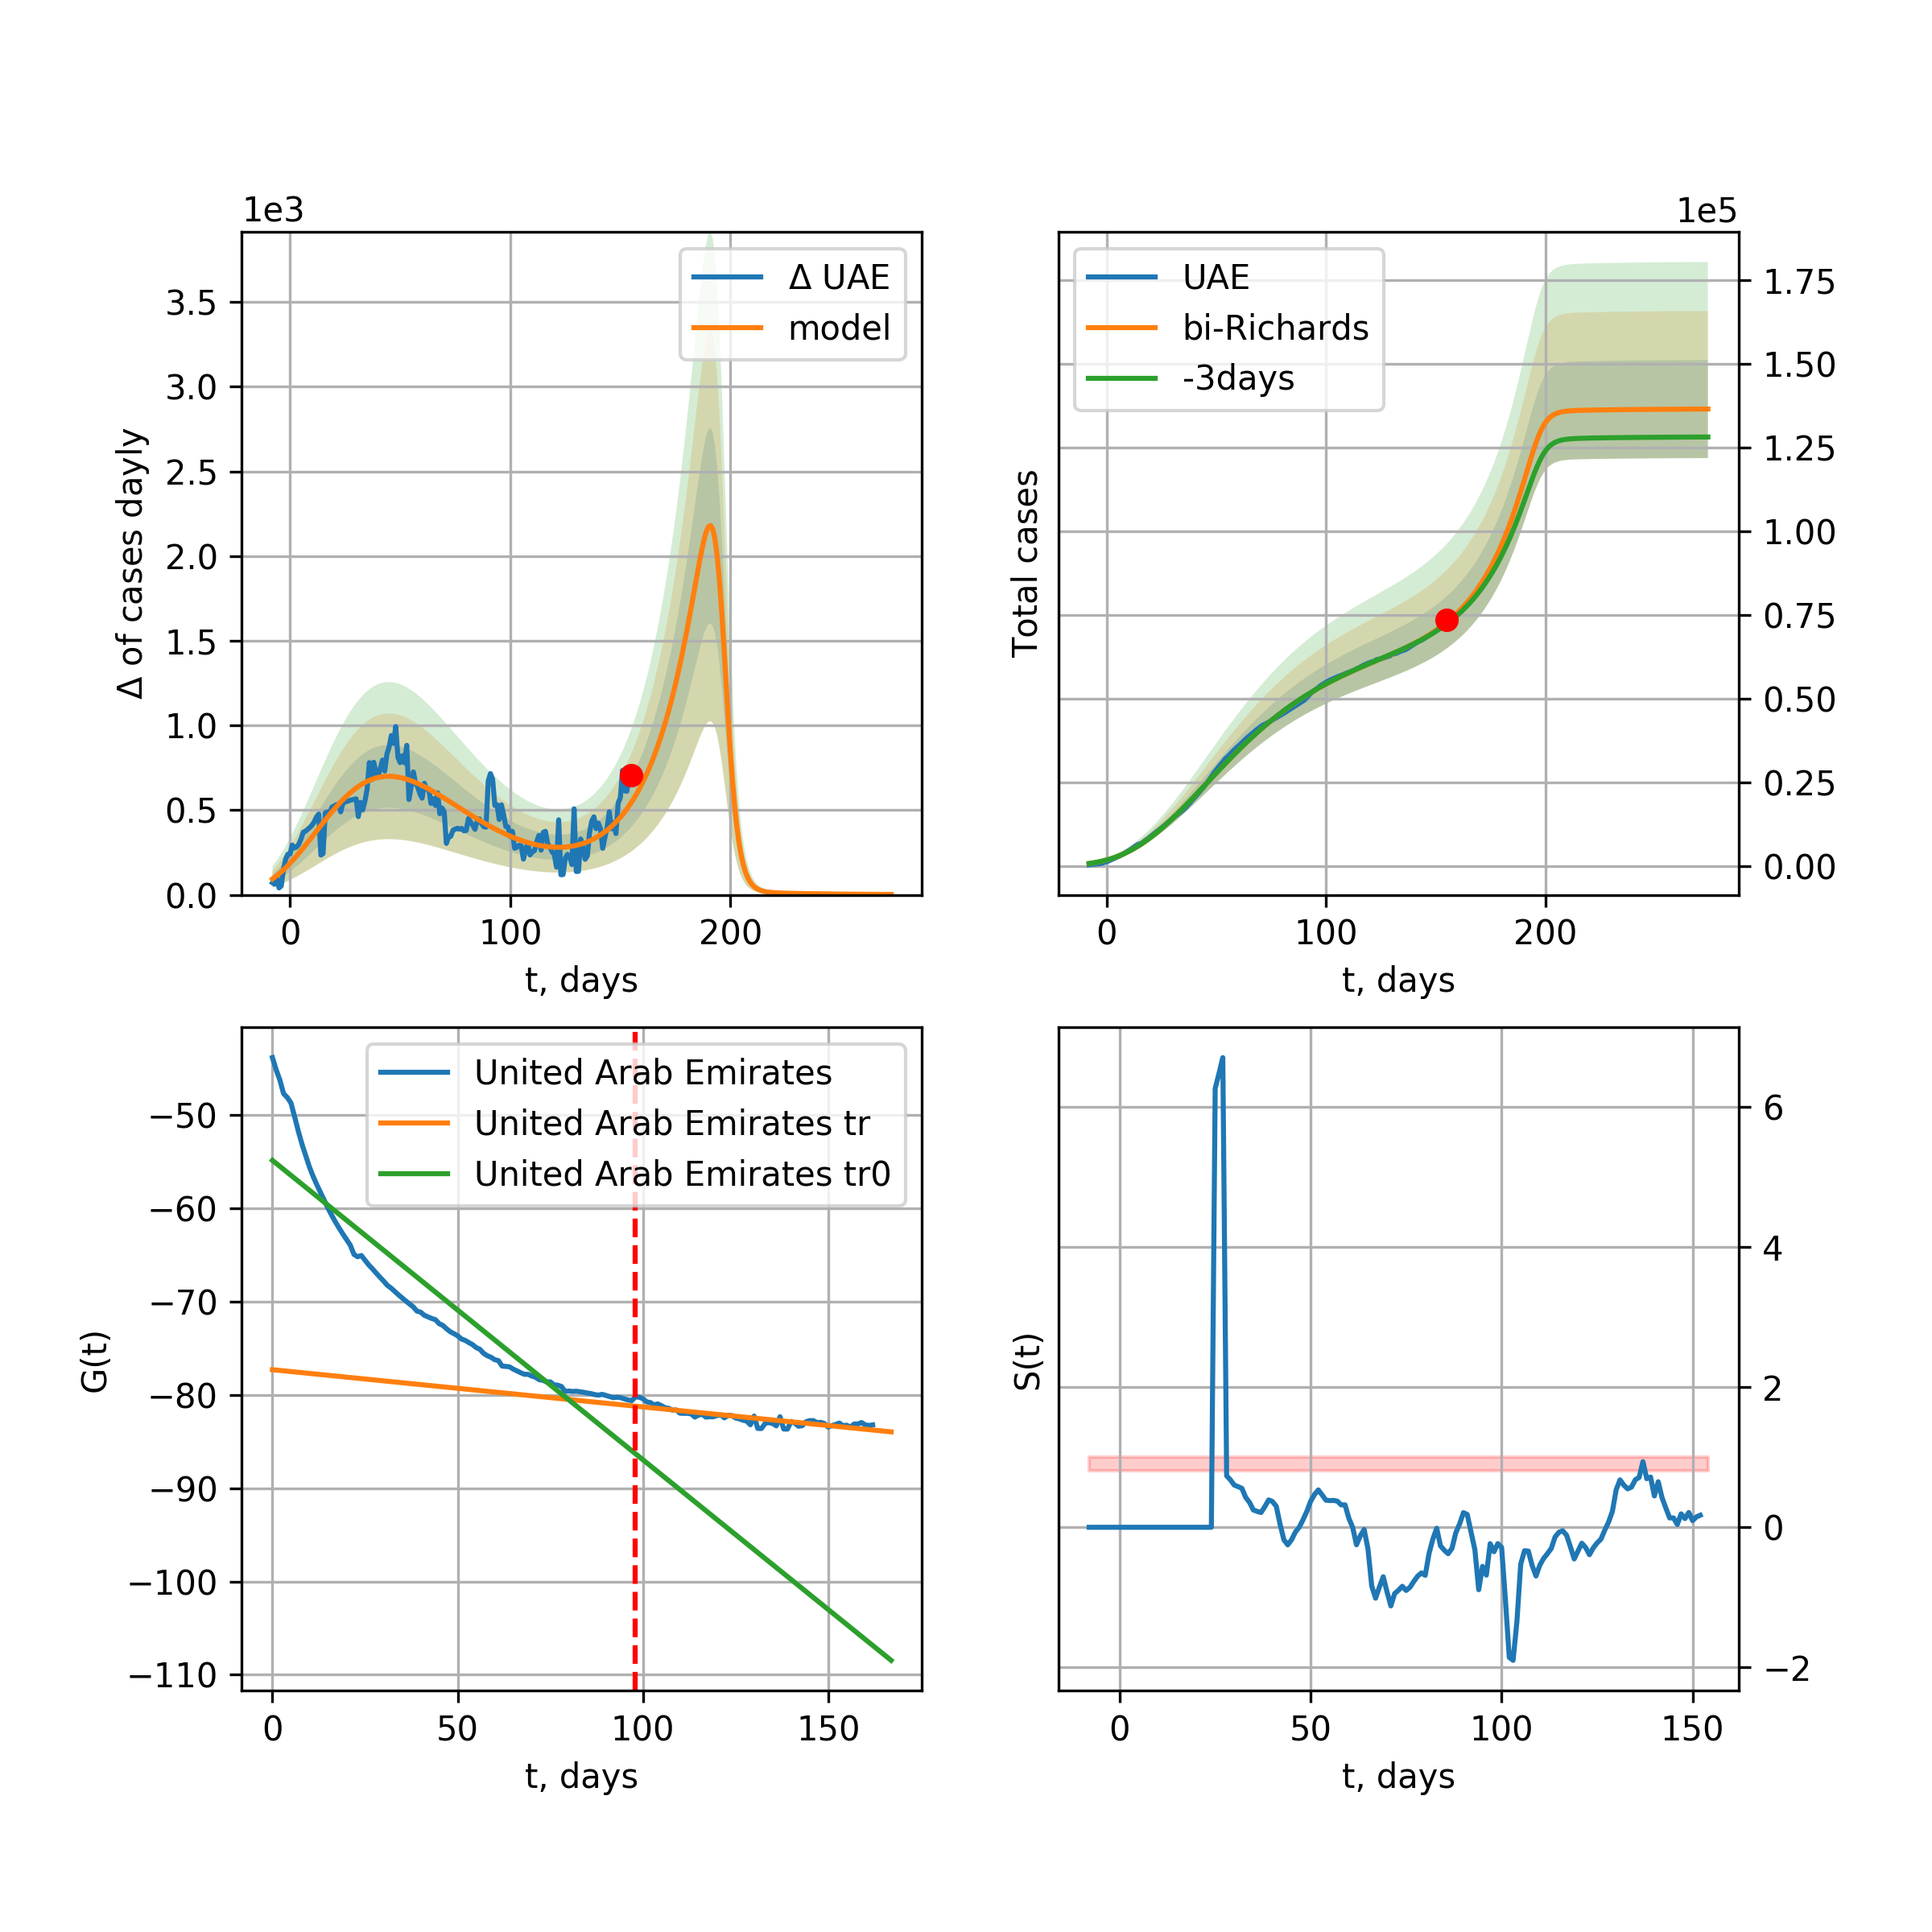 1e3
Δ of cases dayly
3.5
3.0
2.5
2.0
1.5
1.0
0.5
0.0
Δ UAE
model
0 100 200
t, days
1e5
Total cases
UAE
bi-Richards
-3days
1.75
1.50
1.25
1.00
0.75
0.50
0.25
0.00
0 100 200
t, days
G(t)
−50
−60
−70
−80
−90
−100
−110
United Arab Emirates
United Arab Emirates tr
United Arab Emirates tr0
0 50 100 150
t, days
S(t)
6
4
2
0
−2
0 50 100 150
t, days